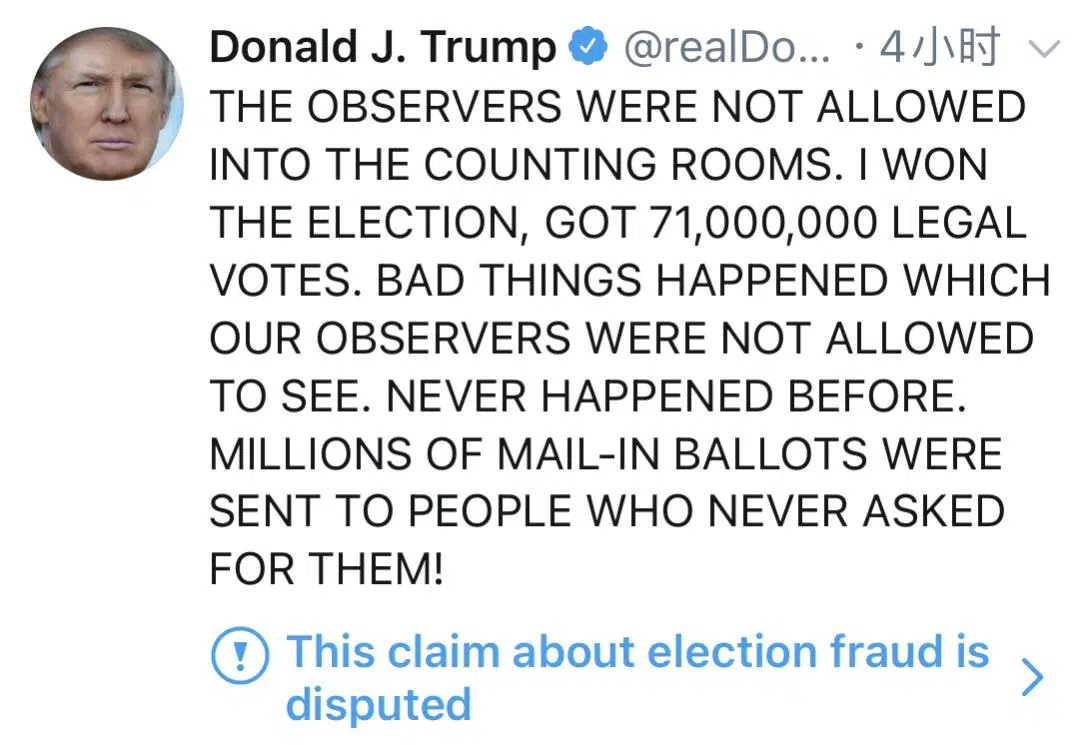 Donald J. Trump @realDo... · 4小时
THE OBSERVERS WERE NOT ALLOWED
INTO THE COUNTING ROOMS. I WON
THE ELECTION, GOT 71,000,000 LEGAL
VOTES. BAD THINGS HAPPENED WHICH
OUR OBSERVERS WERE NOT ALLOWED
TO SEE. NEVER HAPPENED BEFORE.
MILLIONS OF MAIL-IN BALLOTS WERE
SENT TO PEOPLE WHO NEVER ASKED
FOR THEM!
This claim about election fraud is
disputed